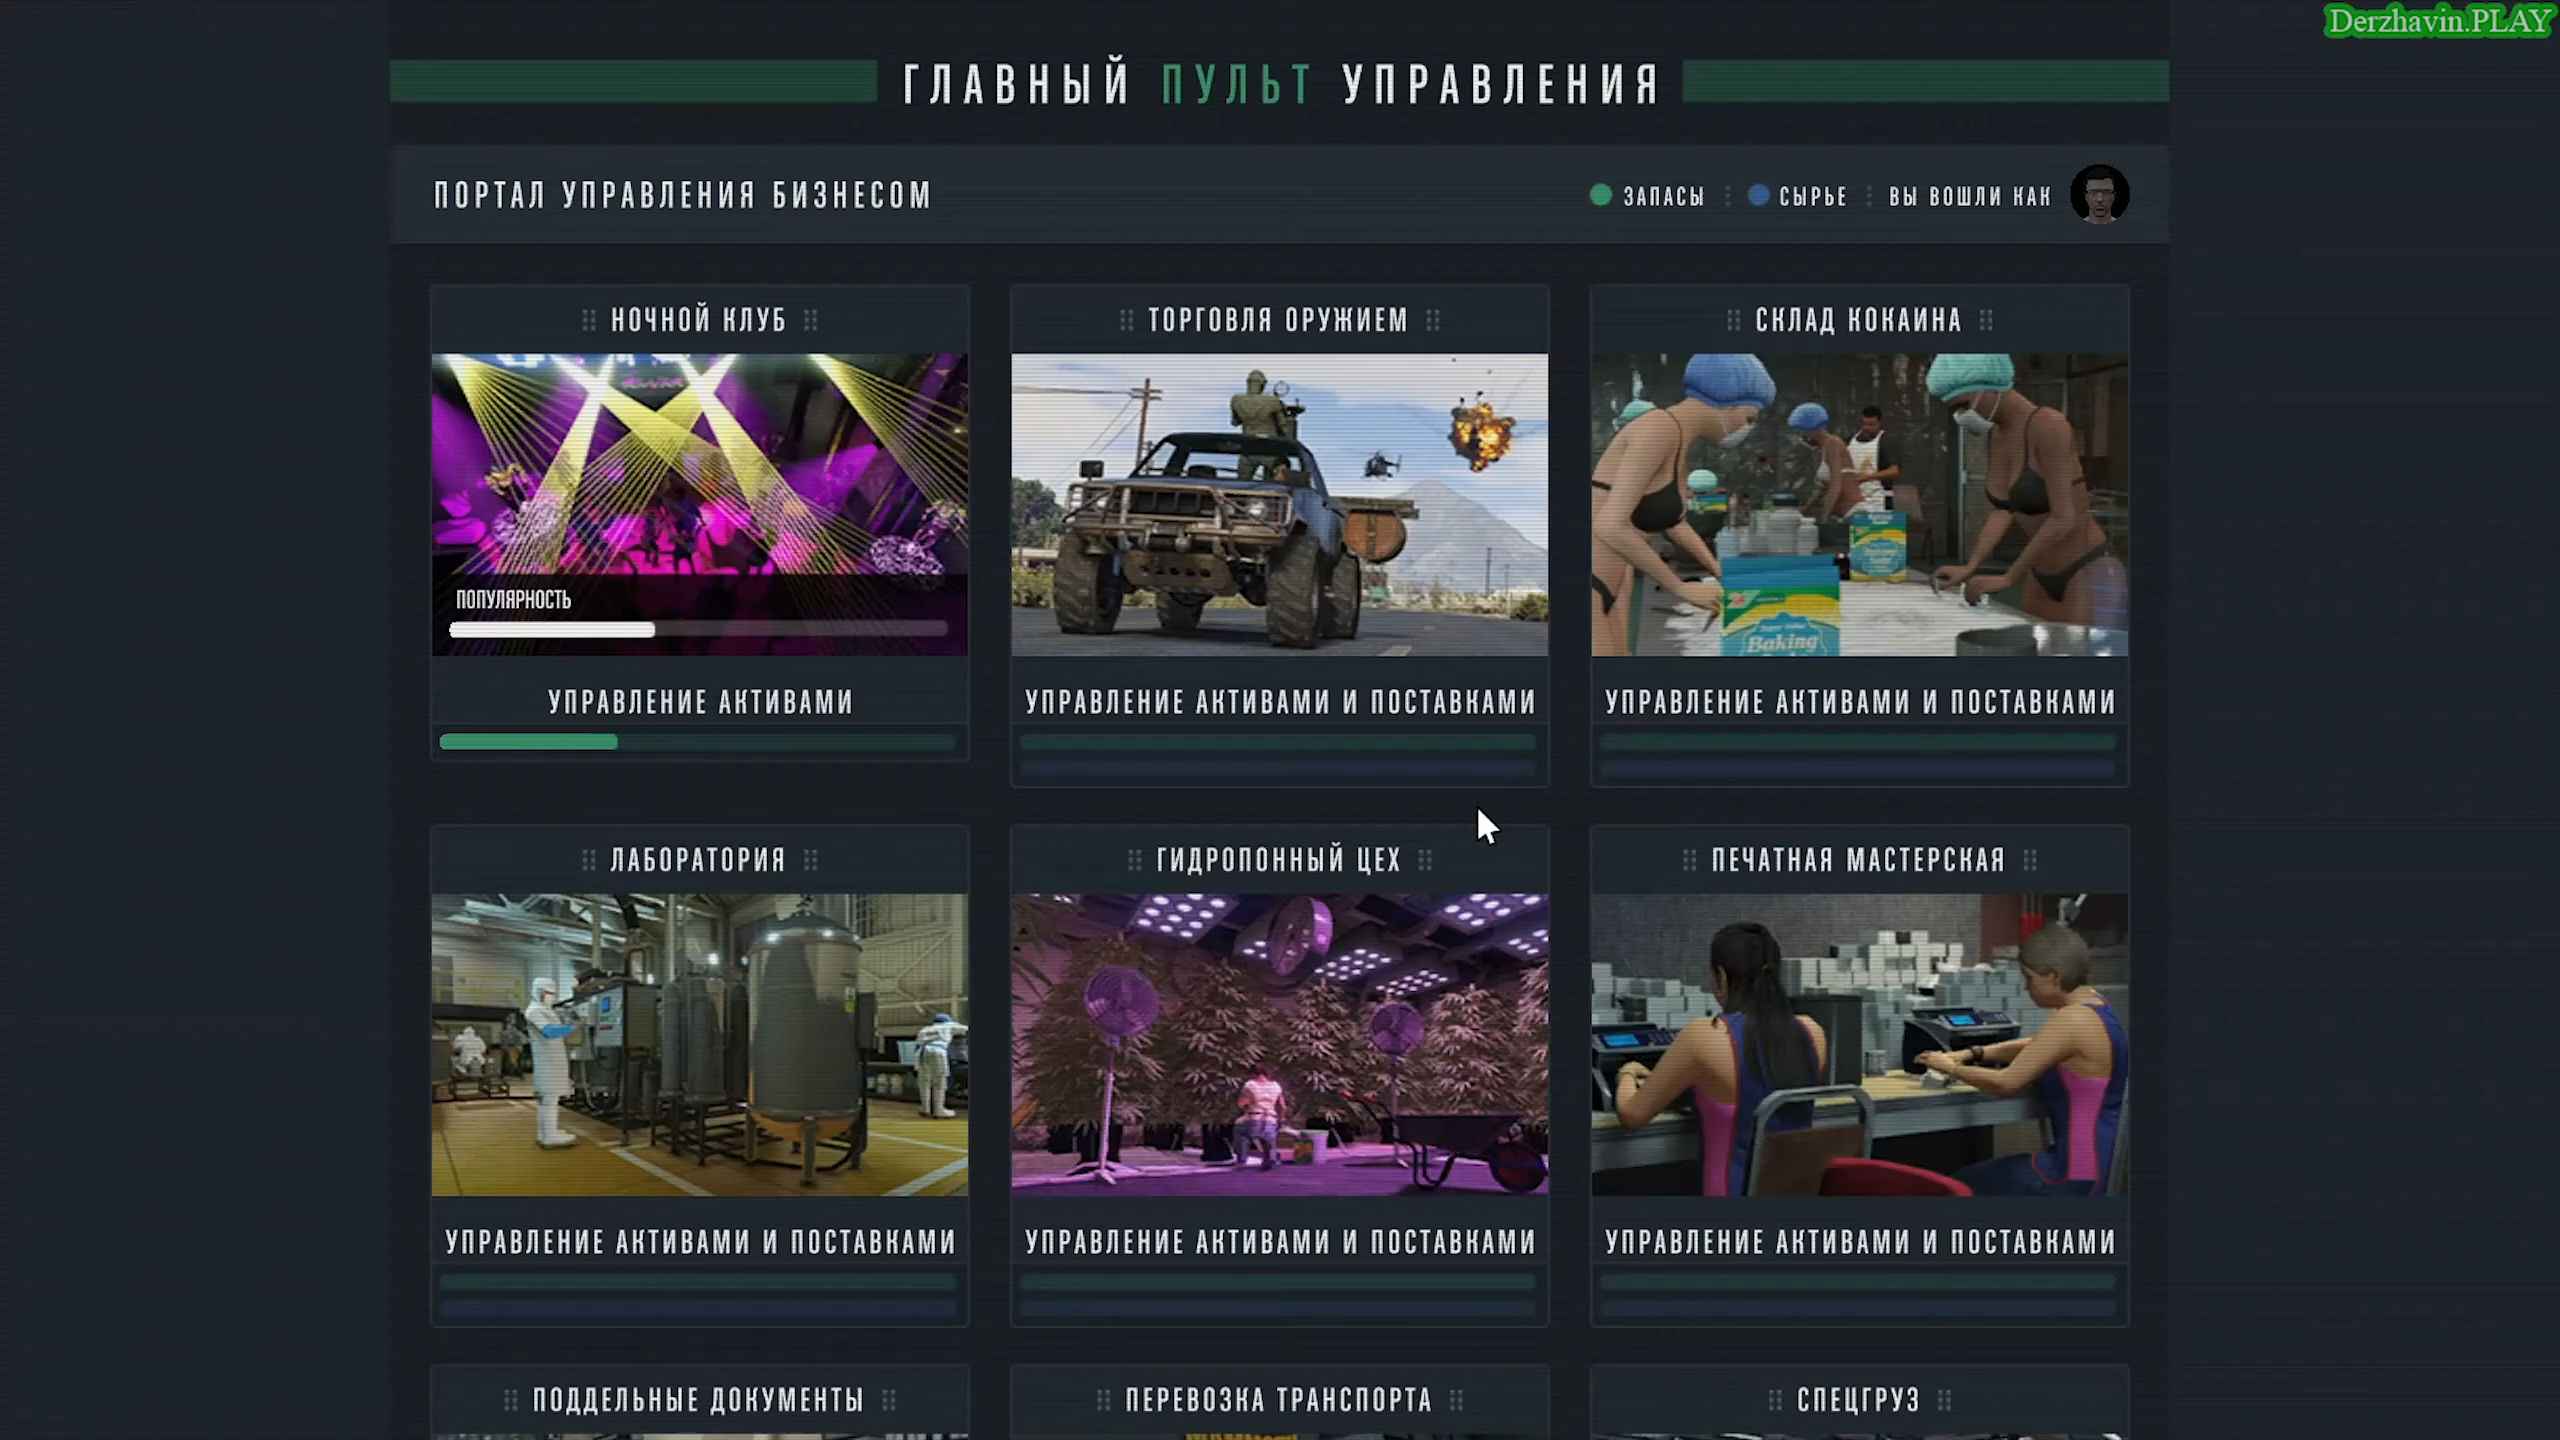 Derzhavin.PLAY
ГЛАВНЫЙ ПУЛЬТ УПРАВЛЕНИЯ
ПОРТАЛ УПРАВЛЕНИЯ БИЗНЕСОМ
ЗАПАСЫ
СЫРЬЕ
ВЫ ВОШЛИ КАК
НОЧНОЙ КЛУБ
ТОРГОВЛЯ ОРУЖИЕМ
СКЛАД КОКАИНА
ПОПУЛЯРНОСТЬ
Baking
УПРАВЛЕНИЕ АКТИВАМИ
УПРАВЛЕНИЕ АКТИВАМИ И ПОСТАВКАМИ
УПРАВЛЕНИЕ АКТИВАМИ И ПОСТАВКАМИ
ЛАБОРАТОРИЯ
ГИДРОПОННЫЙ ЦЕХ
ПЕЧАТНАЯ МАСТЕРСКАЯ
УПРАВЛЕНИЕ АКТИВАМИ И ПОСТАВКАМИ
УПРАВЛЕНИЕ АКТИВАМИ И ПОСТАВКАМИ
УПРАВЛЕНИЕ АКТИВАМИ И ПОСТАВКАМИ
ПОДДЕЛЬНЫЕ ДОКУМЕНТЫ
ПЕРЕВОЗКА ТРАНСПОРТА
СПЕЦГРУЗ